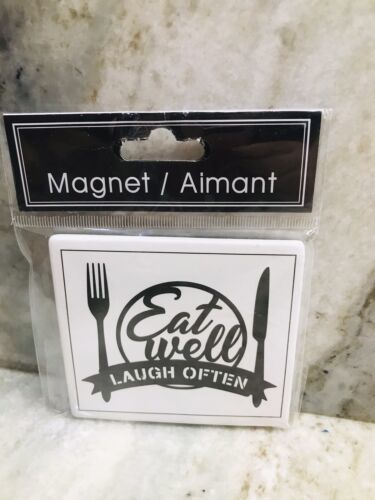 Magnet / Aimant
Eat
well
LAUGH OFTEN